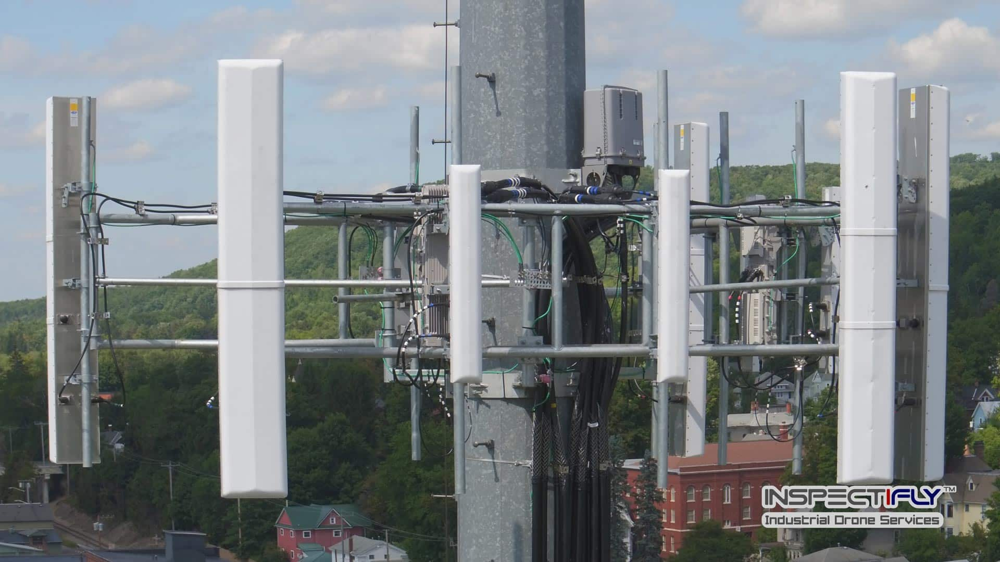 INSPECTIFLY™
Industrial Drone Services